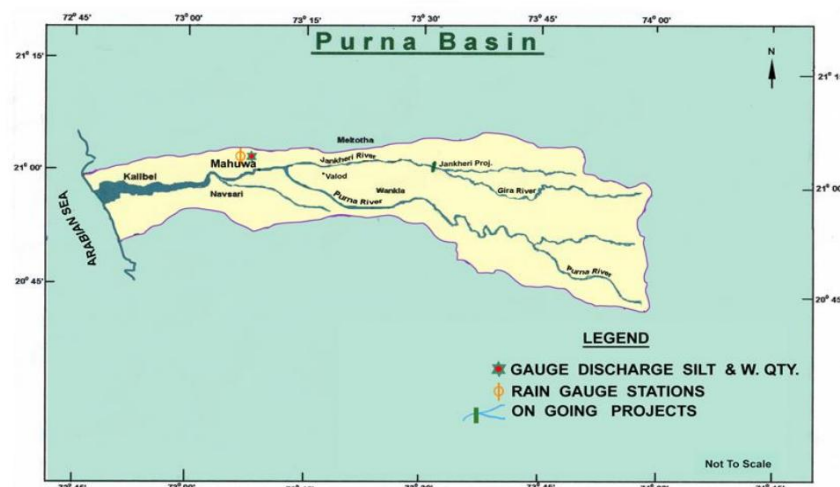 72° 45' 73° 00' 73° 15' 73° 30' 73° 45' 74° 00'
Purna Basin
21° 15'
21° 15'
N
Meltotha
Mahuwa
Jankheri River
Jankheri Proj.
21° 00'
Kalibel
Valod
Gira River
21° 00'
Navsari
Purna River
Wankla
ARABIAN SEA
Purna River
20° 45'
20° 45'
LEGEND
GAUGE DISCHARGE SILT & W. QTY.
RAIN GAUGE STATIONS
ON GOING PROJECTS
Not To Scale